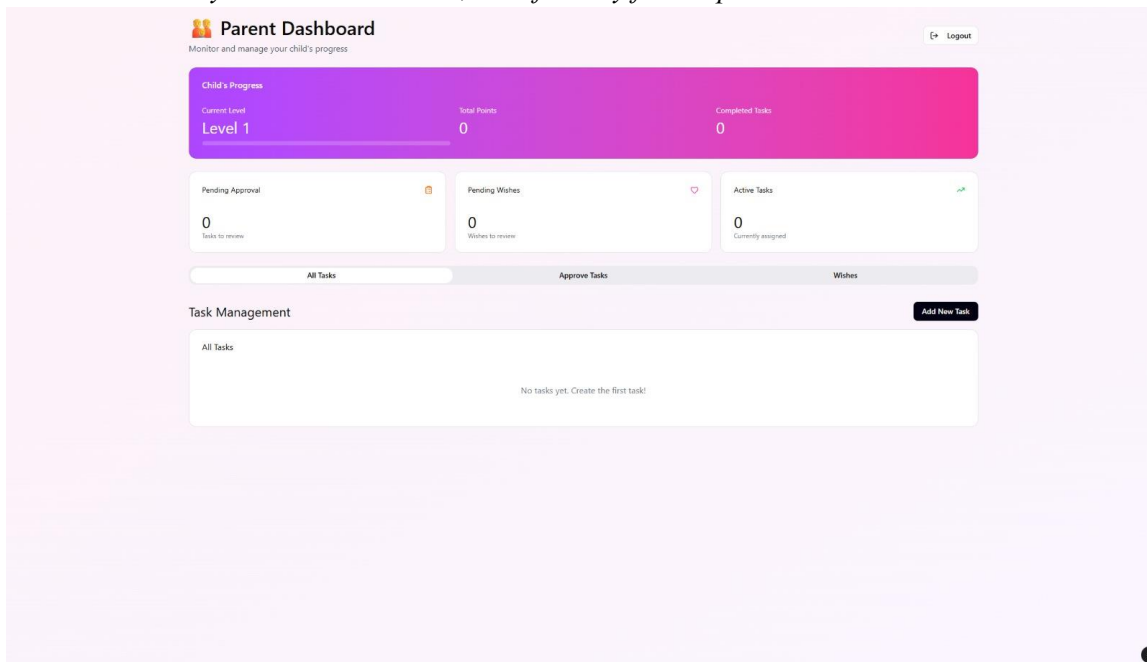 Parent Dashboard
Monitor and manage your child's progress
Logout
Child's Progress
Current Level
Total Points
Completed Tasks
Level 1
0
0
Pending Approval
Pending Wishes
Active Tasks
0
0
0
Tasks to review
Wishes to review
Currently assigned
All Tasks
Approve Tasks
Wishes
Task Management
Add New Task
All Tasks
No tasks yet. Create the first task!